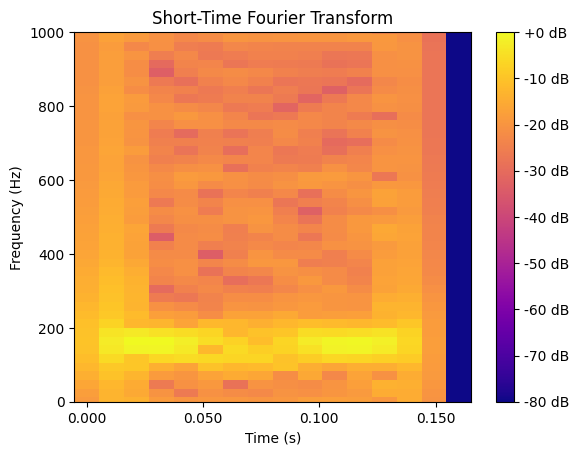 Short-Time Fourier Transform
1000
800
600
400
200
0
Frequency (Hz)
0.000
0.050
0.100
0.150
Time (s)
+0 dB
-10 dB
-20 dB
-30 dB
-40 dB
-50 dB
-60 dB
-70 dB
-80 dB